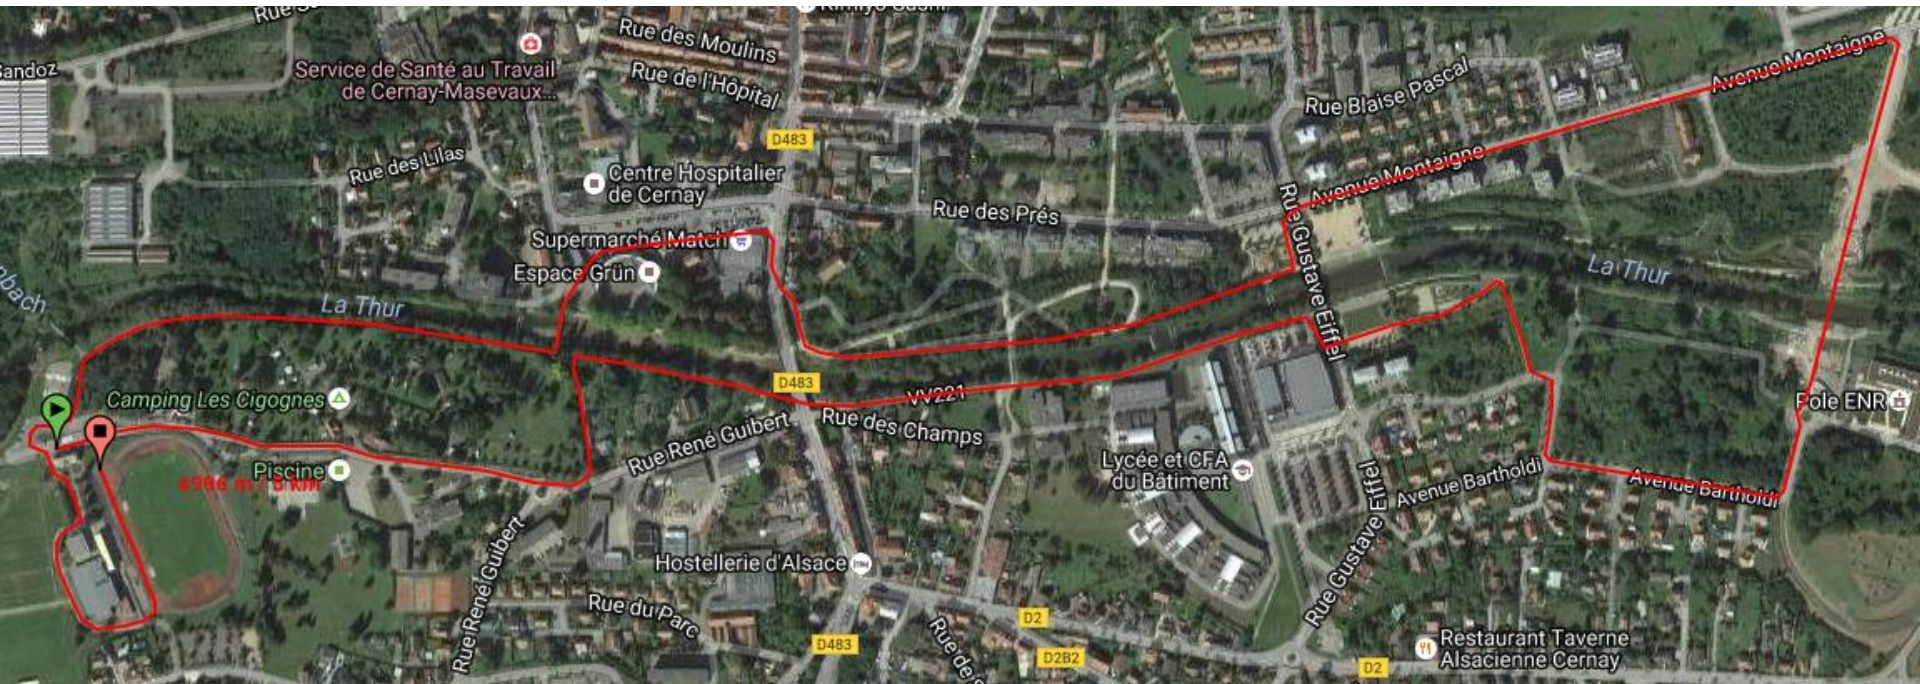 Service de Santé au Travail
de Cernay-Masevaux...
Rue des Moulins
Rue de l'Hôpital
D483
Rue Blaise Pascal
Avenue Montaigne
Rue des Lilas
Centre Hospitalier
de Cernay
Rue des Prés
Avenue Montaigne
Rue Gustave Eiffel
Supermarché Match
Espace Grün
La Thur
La Thur
Camping Les Cigognes
D483
VV221
Rue des Champs
Rue René Guibert
Pole ENR
Piscine
4986 m / 5 km
Lycée et CFA
du Bâtiment
Avenue Bartholdi
Avenue Bartholdi
Rue Gustave Eiffel
Rue René Guibert
Hostellerie d'Alsace
Rue du Parc
D483
D2
D2B2
D2
Restaurant Taverne
Alsacienne Cernay